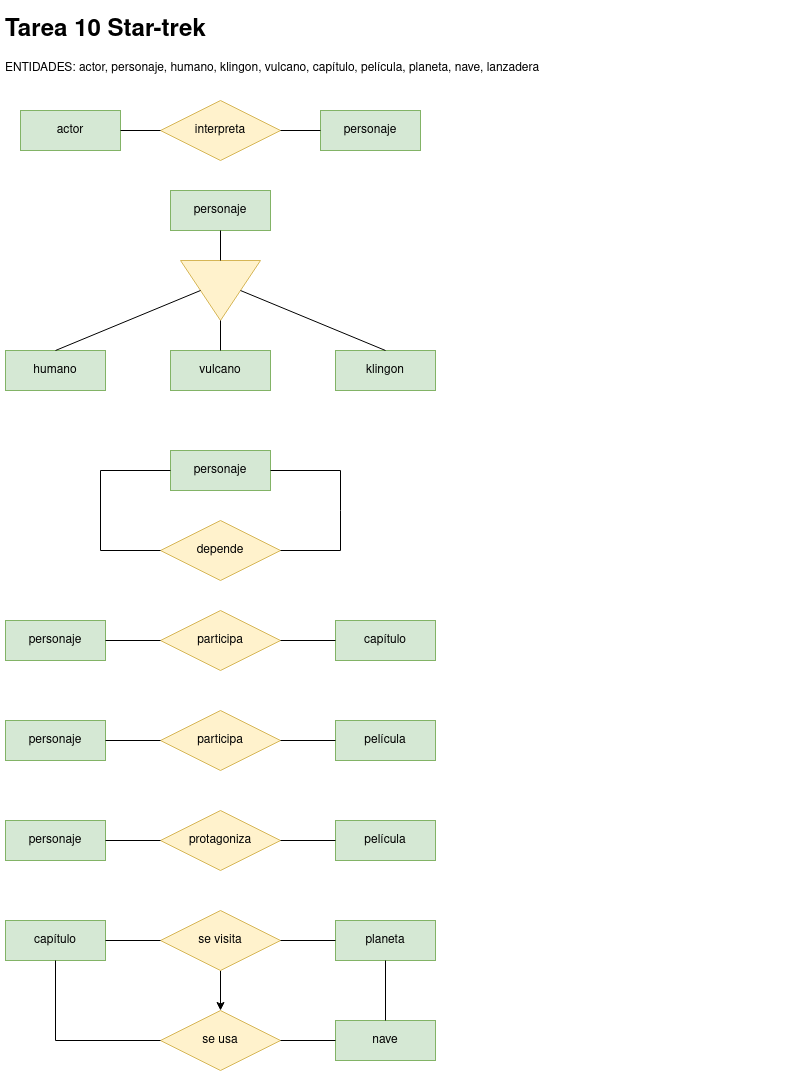 Tarea 10 Star-trek
ENTIDADES: actor, personaje, humano, klingon, vulcano, capítulo, película, planeta, nave, lanzadera
actor interpreta personaje
personaje
humano vulcano klingon
personaje
depende
personaje participa capítulo
personaje participa película
personaje protagoniza película
capítulo se visita planeta
se usa nave